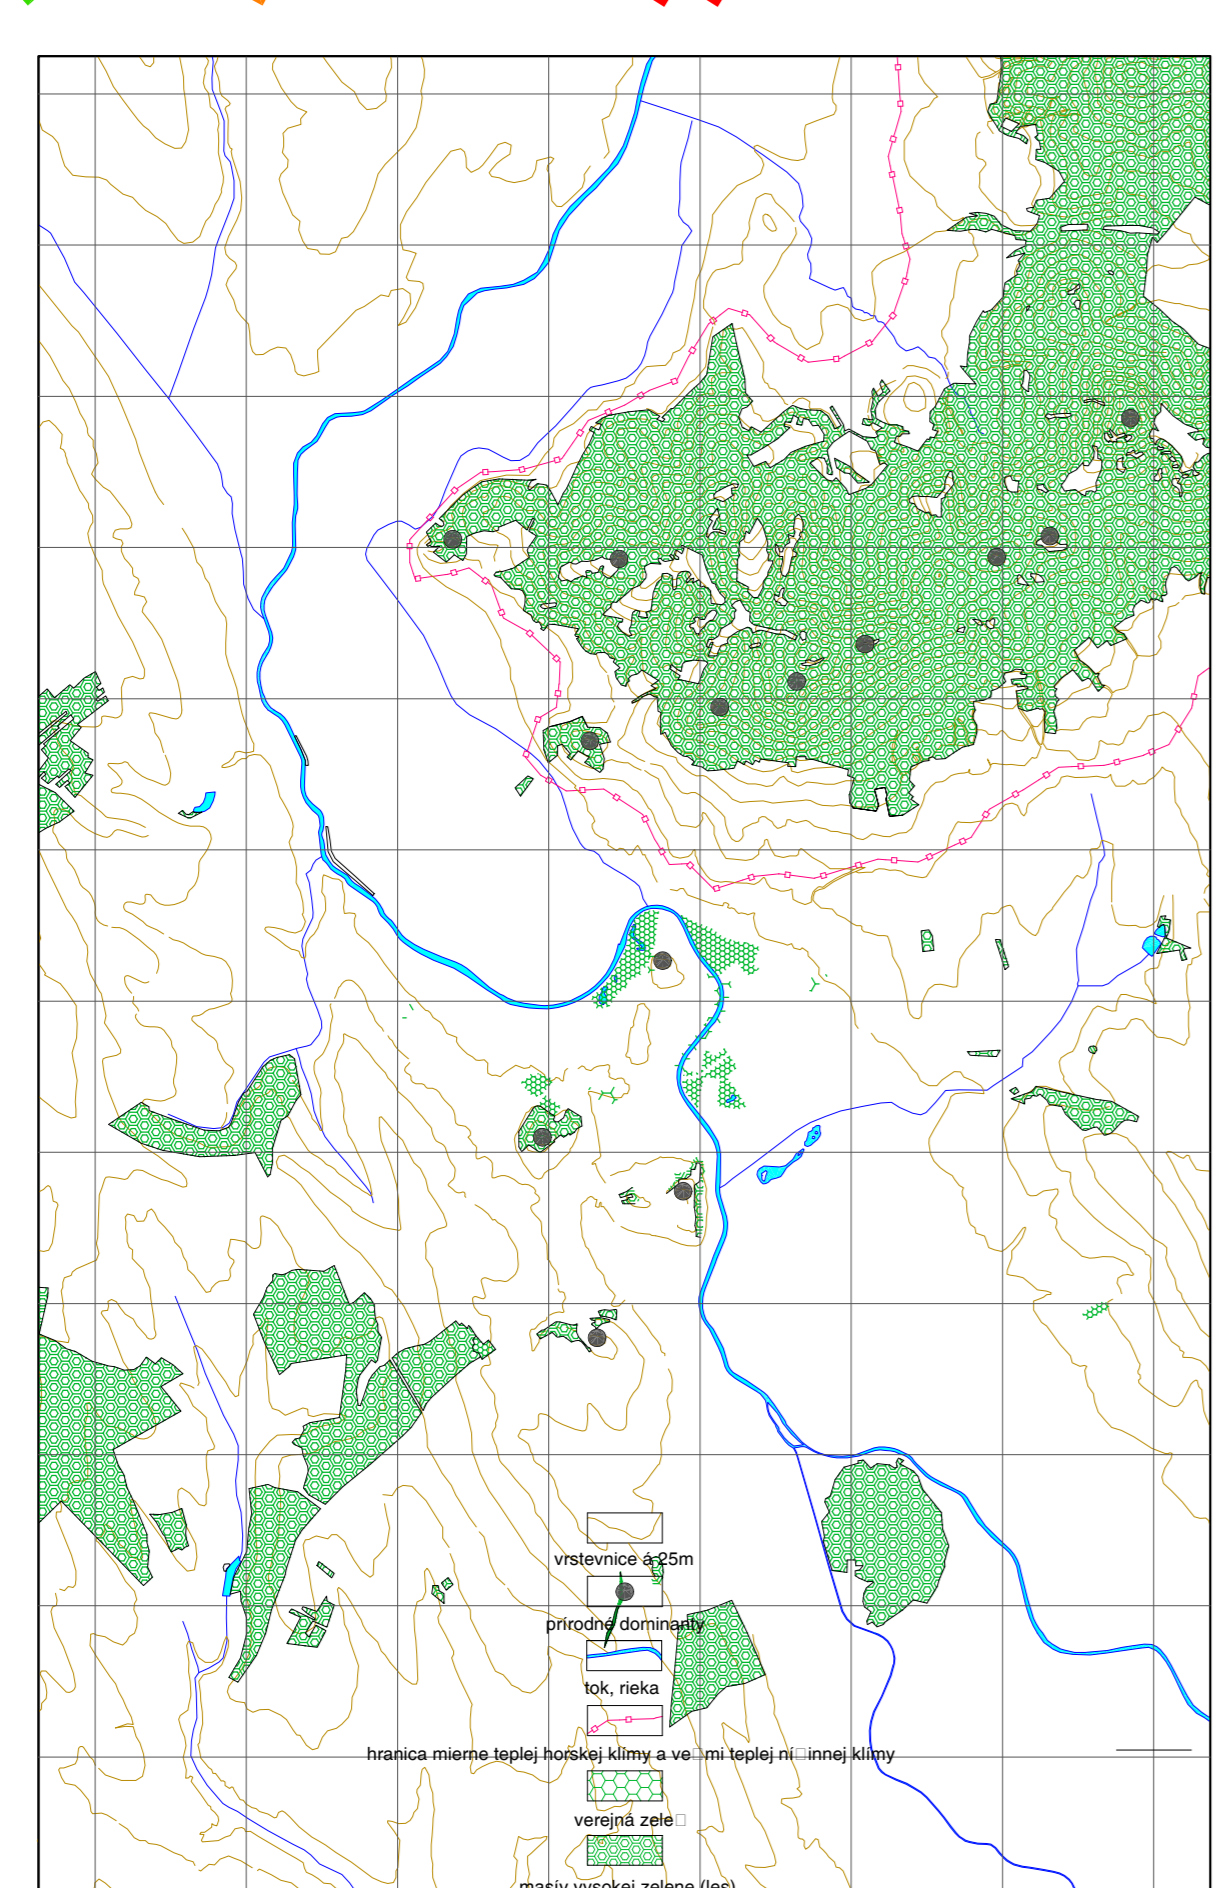 vrstevnice á 25m
prírodné dominanty
tok, rieka
hranica mierne teplej horskej klímy a ve□mi teplej ní□innej klímy
verejná zele□
masív vysokej zelene (les)